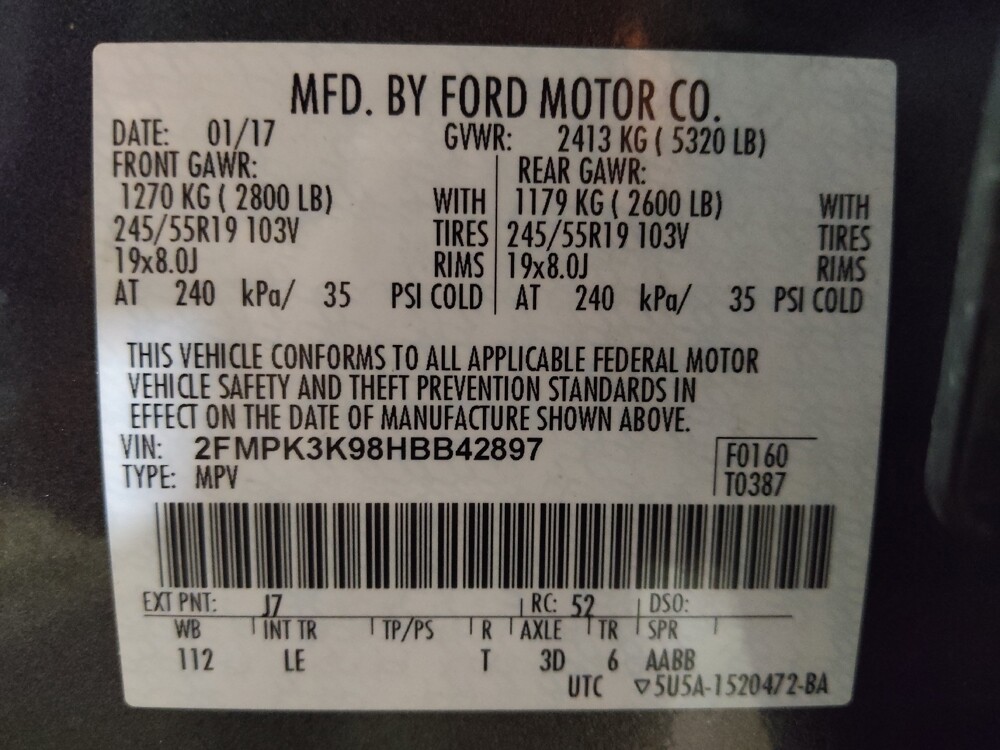 MFD. BY FORD MOTOR CO.
DATE: 01/17 GVWR: 2413 KG ( 5320 LB)
FRONT GAWR: REAR GAWR:
1270 KG ( 2800 LB) WITH 1179 KG ( 2600 LB) WITH
245/55R19 103V TIRES 245/55R19 103V TIRES
19x8.0J RIMS 19x8.0J RIMS
AT 240 kPa/ 35 PSI COLD AT 240 kPa/ 35 PSI COLD
THIS VEHICLE CONFORMS TO ALL APPLICABLE FEDERAL MOTOR
VEHICLE SAFETY AND THEFT PREVENTION STANDARDS IN
EFFECT ON THE DATE OF MANUFACTURE SHOWN ABOVE.
VIN: 2FMPK3K98HBB42897 F0160
TYPE: MPV T0387
EXT PNT: J7 RC: 52 DSO:
WB INT TR TP/PS R AXLE TR SPR
112 LE T 3D 6 AABB
UTC ▽5U5A-1520472-BA